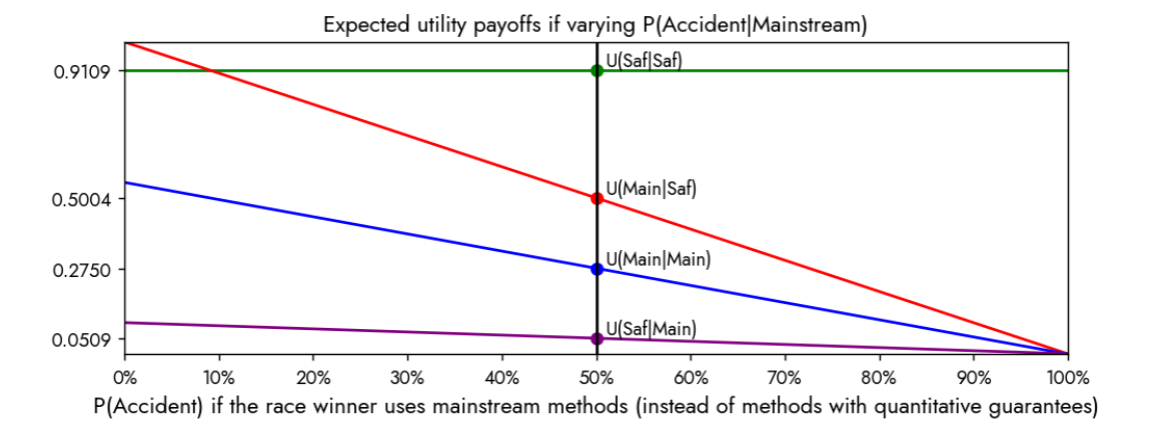 Expected utility payoffs if varying P(Accident|Mainstream)
0.9109
U(Saf|Saf)
0.5004
U(Main|Saf)
0.2750
U(Main|Main)
0.0509
U(Saf|Main)
0% 10% 20% 30% 40% 50% 60% 70% 80% 90% 100%
P(Accident) if the race winner uses mainstream methods (instead of methods with quantitative guarantees)